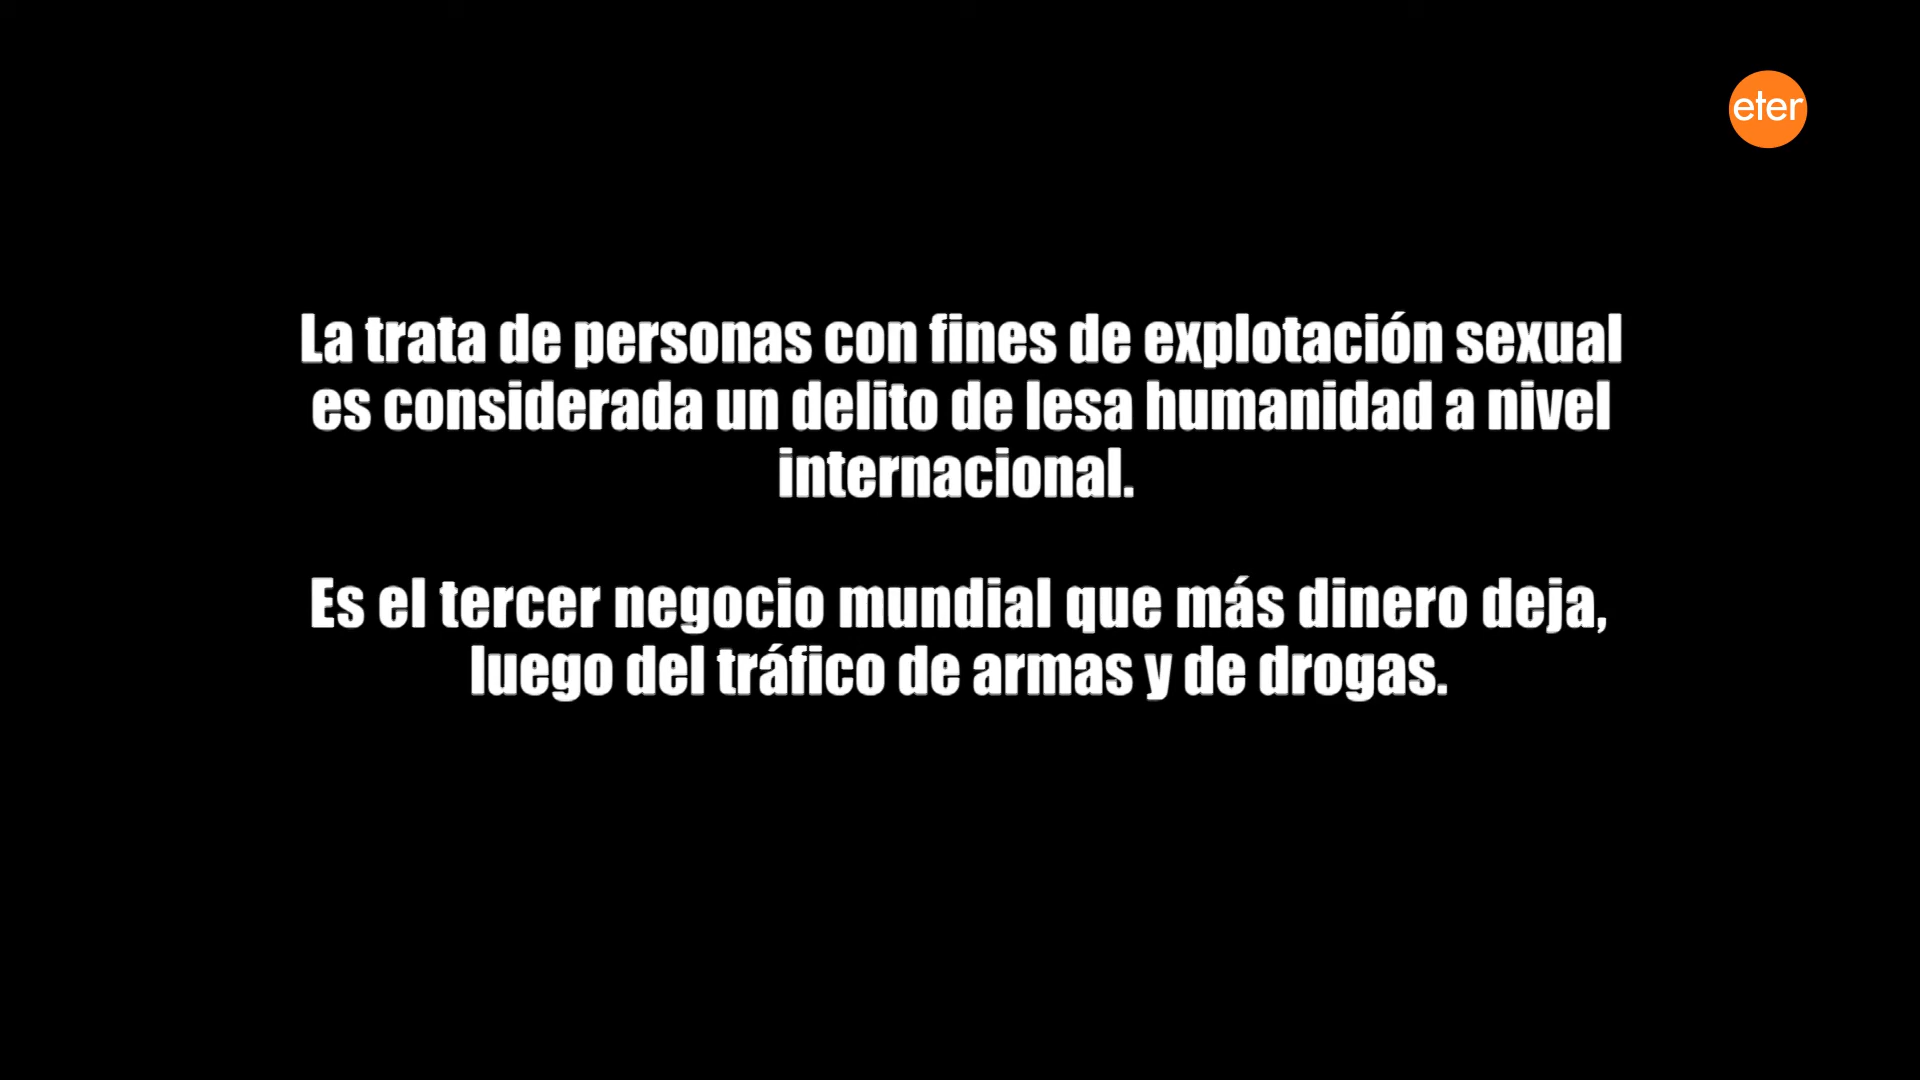 eter
La trata de personas con fines de explotación sexual
es considerada un delito de lesa humanidad a nivel
internacional.
Es el tercer negocio mundial que más dinero deja,
luego del tráfico de armas y de drogas.